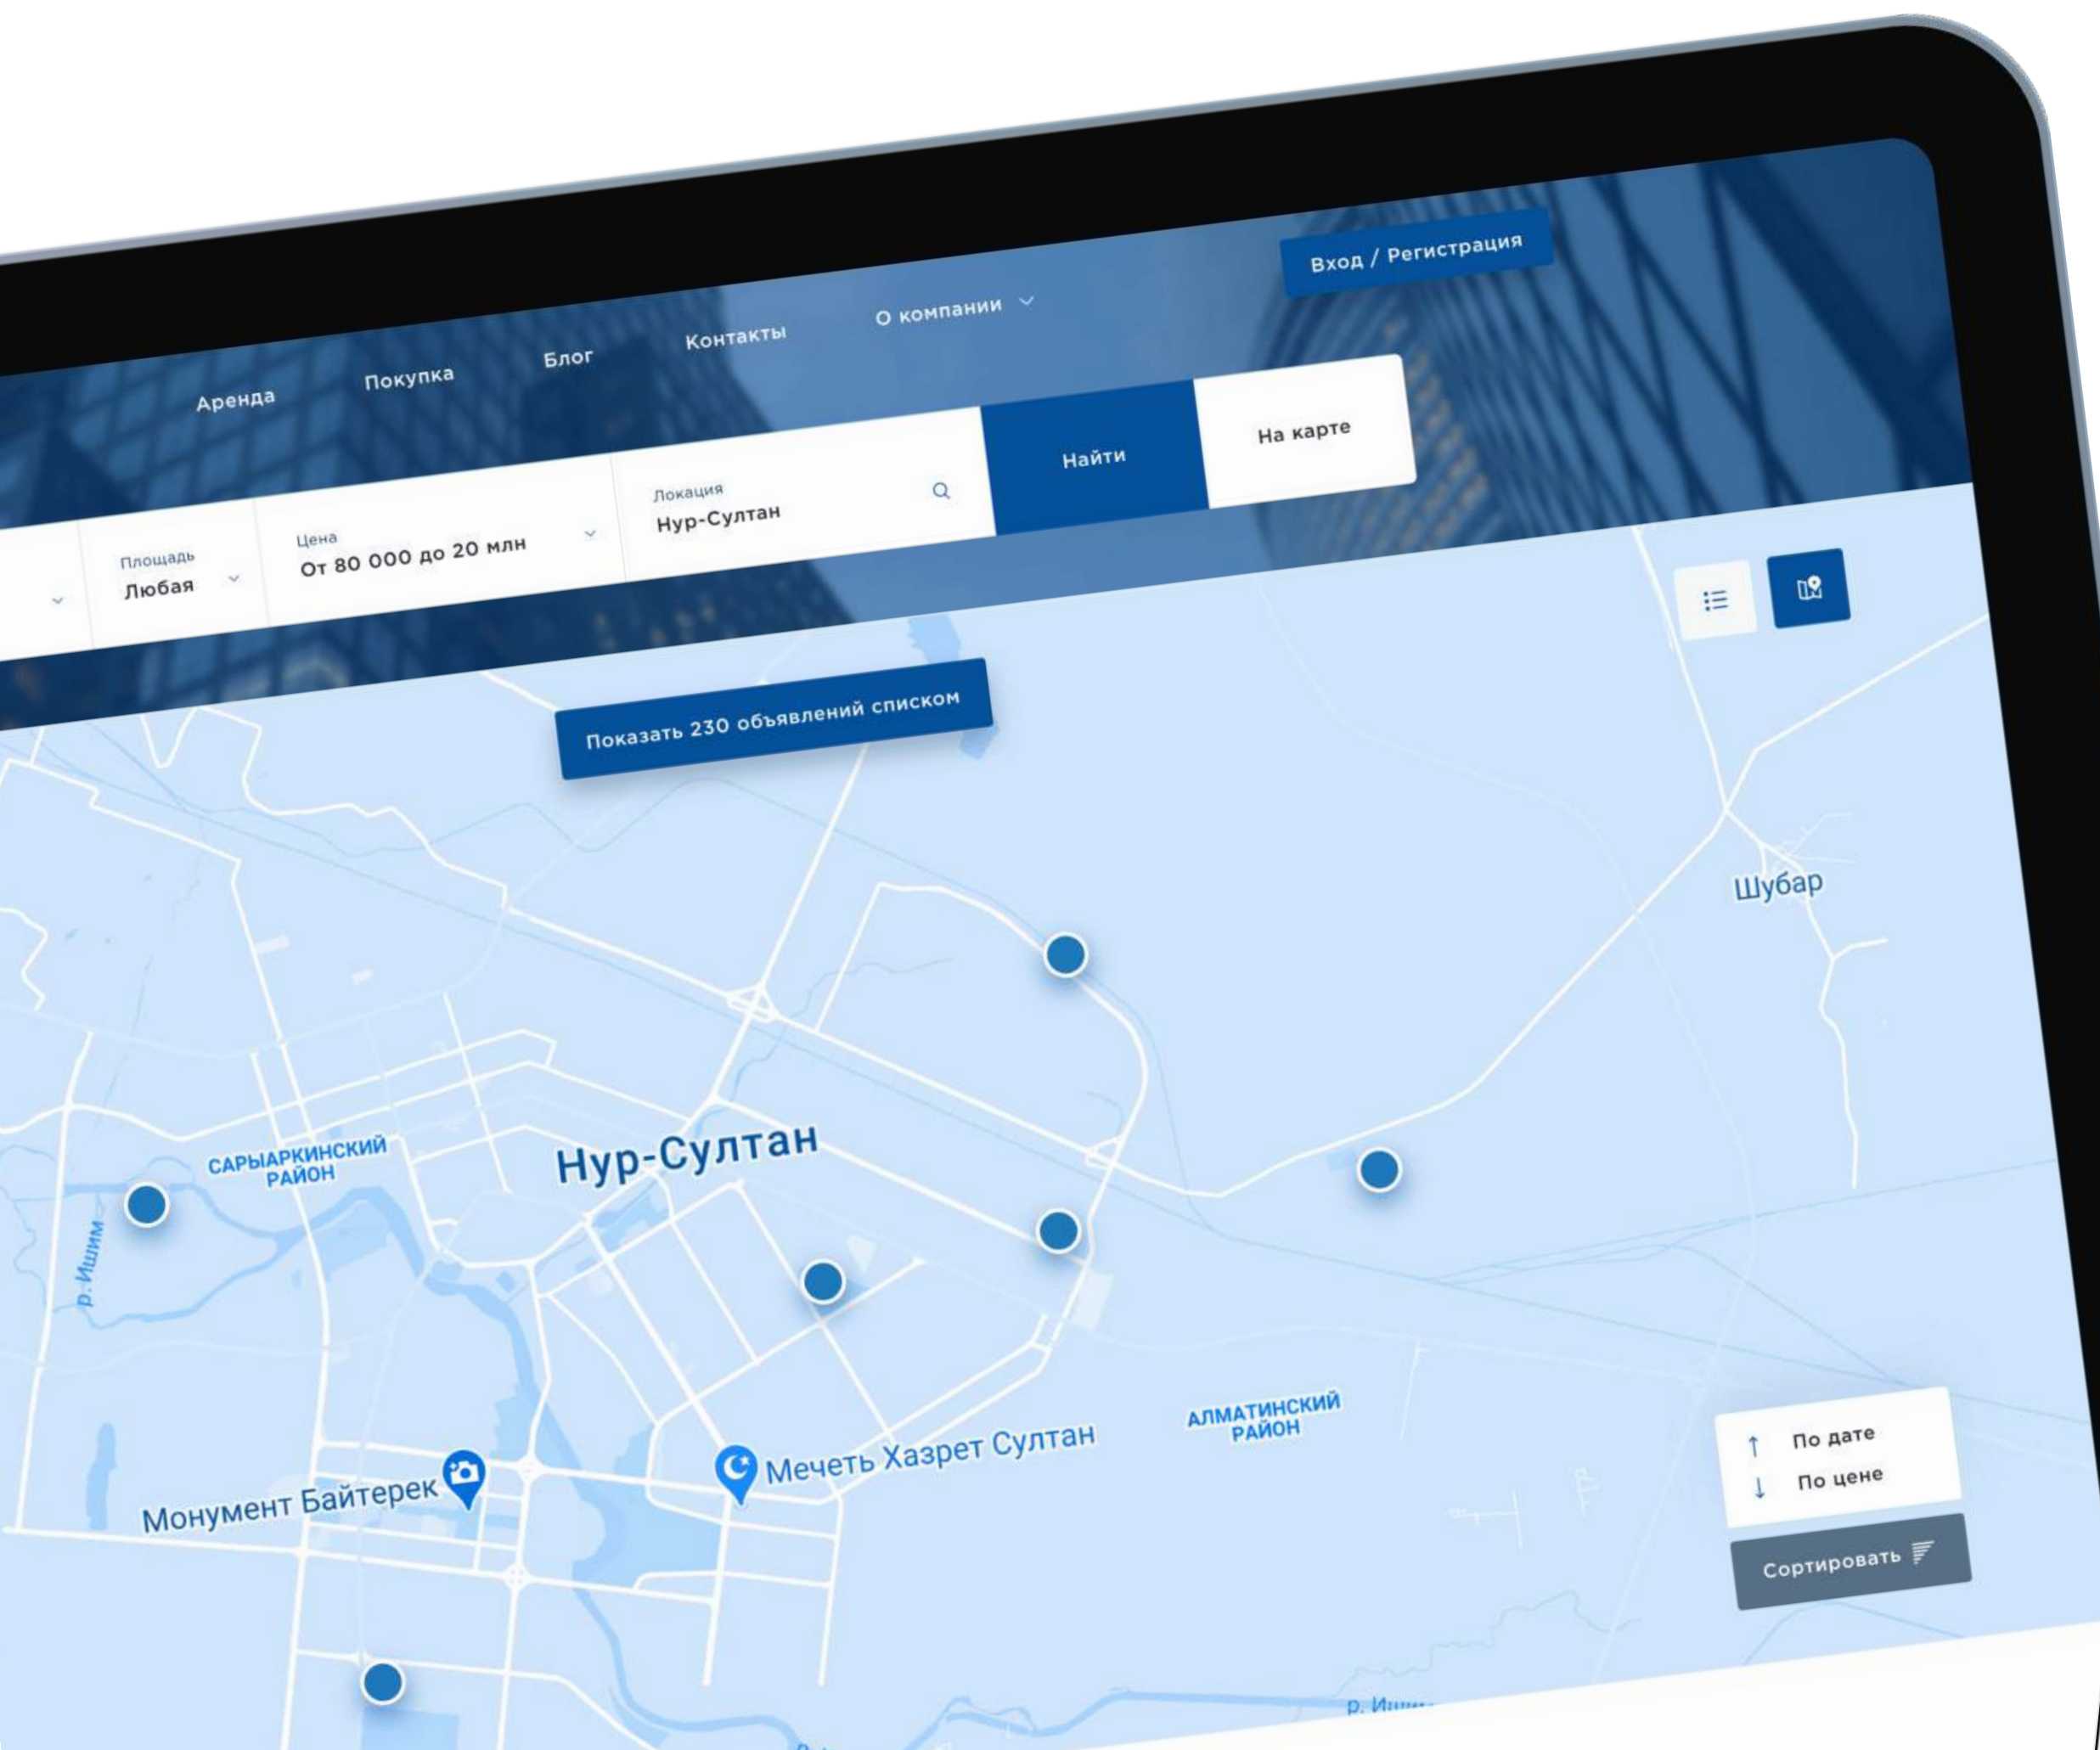 Вход / Регистрация
Аренда
Покупка
Блог
Контакты
О компании
Площадь
Любая
Цена
От 80 000 до 20 млн
Локация
Нур-Султан
Найти
На карте
Показать 230 объявлений списком
Шубар
САРЫАРКИНСКИЙ
РАЙОН
Нур-Султан
р. Ишим
Монумент Байтерек
Мечеть Хазрет Султан
АЛМАТИНСКИЙ
РАЙОН
По дате
По цене
Сортировать